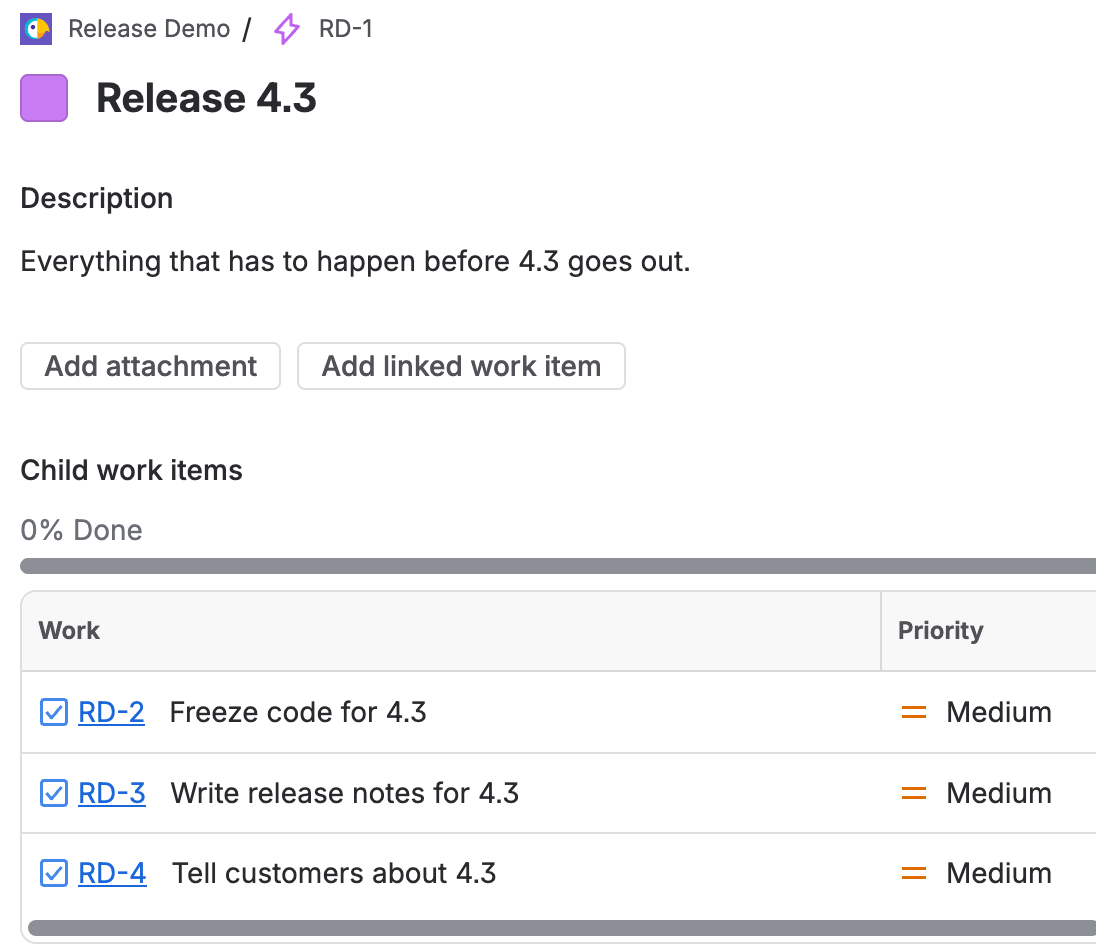 Release Demo / RD-1
Release 4.3
Description
Everything that has to happen before 4.3 goes out.
Add attachment Add linked work item
Child work items
0% Done
Work Priority
RD-2 Freeze code for 4.3 Medium
RD-3 Write release notes for 4.3 Medium
RD-4 Tell customers about 4.3 Medium